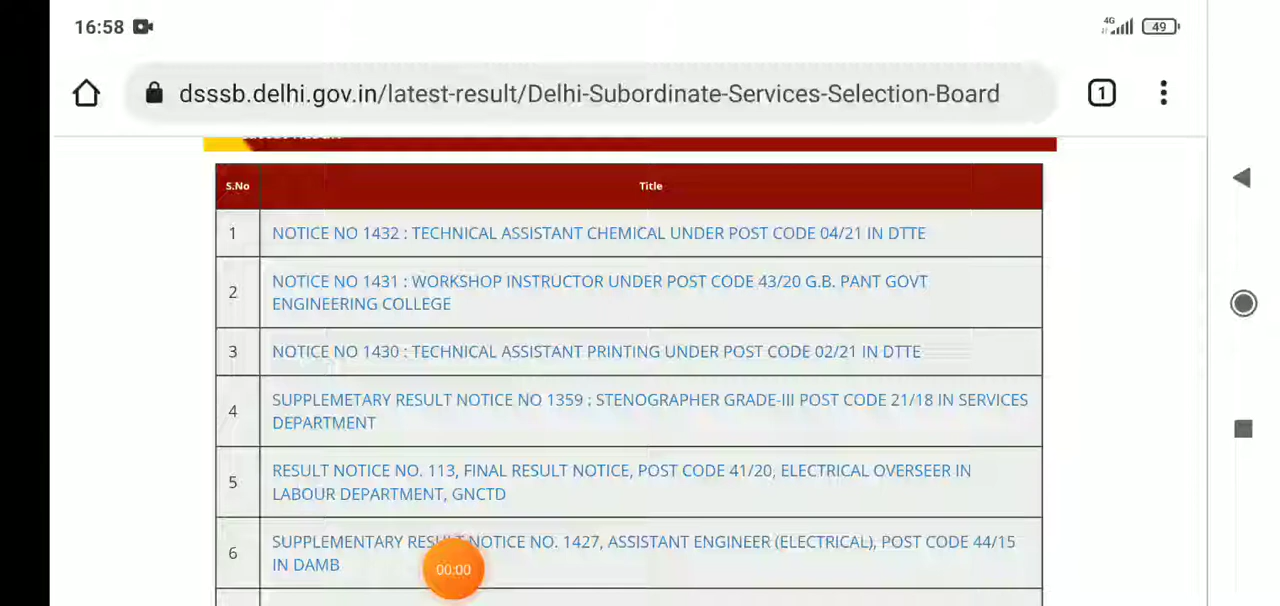 16:58
4G
49
dsssb.delhi.gov.in/latest-result/Delhi-Subordinate-Services-Selection-Board
1
S.No Title
1 NOTICE NO 1432 : TECHNICAL ASSISTANT CHEMICAL UNDER POST CODE 04/21 IN DTTE
2 NOTICE NO 1431 : WORKSHOP INSTRUCTOR UNDER POST CODE 43/20 G.B. PANT GOVT
ENGINEERING COLLEGE
3 NOTICE NO 1430 : TECHNICAL ASSISTANT PRINTING UNDER POST CODE 02/21 IN DTTE
4 SUPPLEMETARY RESULT NOTICE NO 1359 : STENOGRAPHER GRADE-III POST CODE 21/18 IN SERVICES
DEPARTMENT
5 RESULT NOTICE NO. 113, FINAL RESULT NOTICE, POST CODE 41/20, ELECTRICAL OVERSEER IN
LABOUR DEPARTMENT, GNCTD
6 SUPPLEMENTARY RESULT NOTICE NO. 1427, ASSISTANT ENGINEER (ELECTRICAL), POST CODE 44/15
IN DAMB
00:00